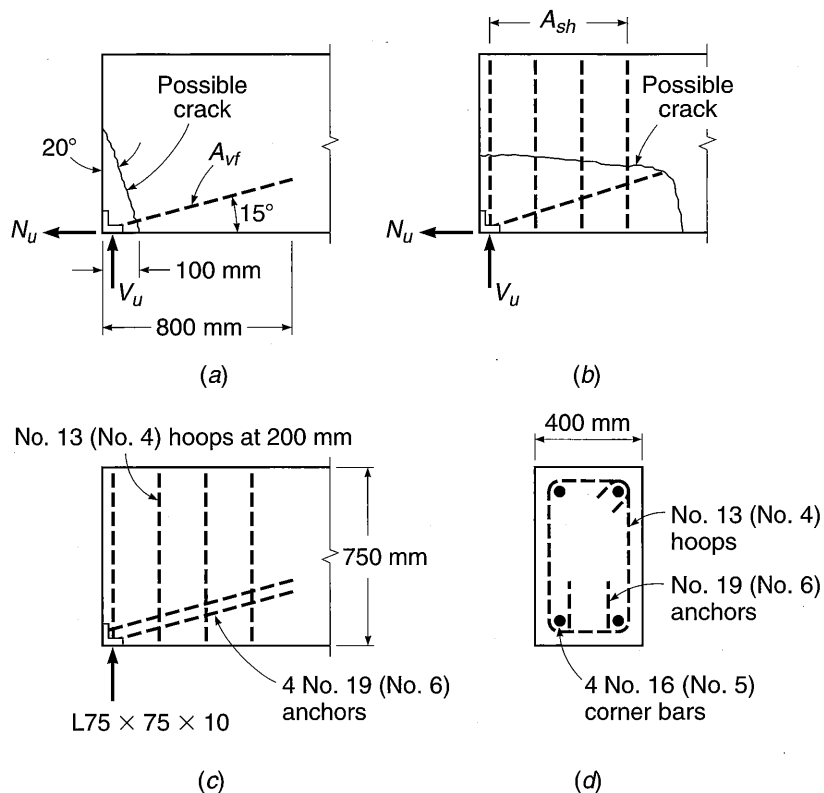 Possible
crack
20°
A_vf
15°
N_u
100 mm
V_u
800 mm
(a)
A_sh
Possible
crack
N_u
V_u
(b)
No. 13 (No. 4) hoops at 200 mm
750 mm
4 No. 19 (No. 6)
anchors
L75 × 75 × 10
(c)
400 mm
No. 13 (No. 4)
hoops
No. 19 (No. 6)
anchors
4 No. 16 (No. 5)
corner bars
(d)